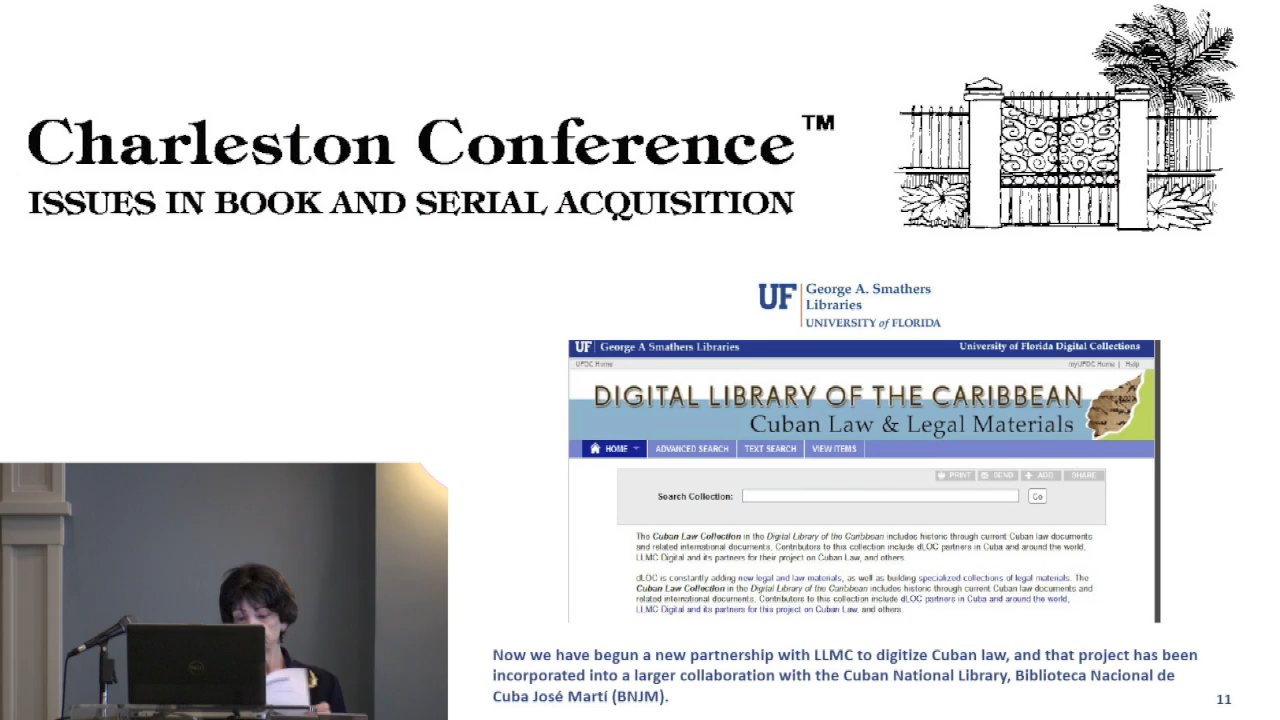 Charleston Conference™
ISSUES IN BOOK AND SERIAL ACQUISITION
UF George A. Smathers
Libraries
UNIVERSITY of FLORIDA
UF George A Smathers Libraries University of Florida Digital Collections
UFDC Home myUFDC Home | Help
DIGITAL LIBRARY OF THE CARIBBEAN
Cuban Law & Legal Materials
HOME ADVANCED SEARCH TEXT SEARCH VIEW ITEMS
PRINT SEND ADD SHARE
Search Collection: Go
The Cuban Law Collection in the Digital Library of the Caribbean includes historic through current Cuban law documents
and related international documents. Contributors to this collection include dLOC partners in Cuba and around the world,
LLMC Digital and its partners for their project on Cuban Law, and others.
dLOC is constantly adding new legal and law materials, as well as building specialized collections of legal materials. The
Cuban Law Collection in the Digital Library of the Caribbean includes historic through current Cuban law documents and
related international documents. Contributors to this collection include dLOC partners in Cuba and around the world,
LLMC Digital and its partners for this project on Cuban Law, and others.
Now we have begun a new partnership with LLMC to digitize Cuban law, and that project has been
incorporated into a larger collaboration with the Cuban National Library, Biblioteca Nacional de
Cuba José Martí (BNJM).
11
DELL